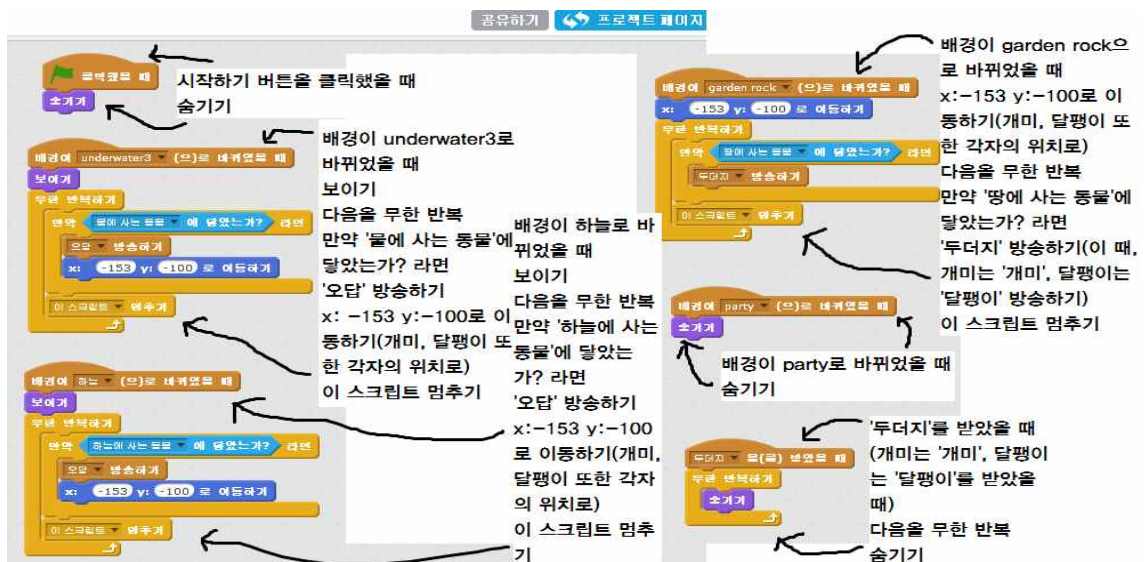 공유하기
프로젝트 페이지
클릭했을 때
숨기기
시작하기 버튼을 클릭했을 때
숨기기
배경이 underwater3 (으)로 바뀌었을 때
보이기
무한 반복하기
만약 물에 사는 동물 에 닿았는가? 라면
오답 방송하기
x: -153 y: -100 로 이동하기
이 스크립트 멈추기
배경이 underwater3로
바뀌었을 때
보이기
다음을 무한 반복
만약 '물에 사는 동물'에
닿았는가? 라면
'오답' 방송하기
x: -153 y:-100로 이
동하기(개미, 달팽이 또
한 각자의 위치로)
이 스크립트 멈추기
배경이 하늘 (으)로 바뀌었을 때
보이기
무한 반복하기
만약 하늘에 사는 동물 에 닿았는가? 라면
오답 방송하기
x: -153 y: -100 로 이동하기
이 스크립트 멈추기
배경이 하늘로 바
뀌었을 때
보이기
다음을 무한 반복
만약 '하늘에 사는
동물'에 닿았는
가? 라면
'오답' 방송하기
x:-153 y:-100
로 이동하기(개미,
달팽이 또한 각자
의 위치로)
이 스크립트 멈추
기
배경이 garden rock (으)로 바뀌었을 때
x: -153 y: -100 로 이동하기
무한 반복하기
만약 땅에 사는 동물 에 닿았는가? 라면
두더지 방송하기
이 스크립트 멈추기
배경이 garden rock으
로 바뀌었을 때
x:-153 y:-100로 이
동하기(개미, 달팽이 또
한 각자의 위치로)
다음을 무한 반복
만약 '땅에 사는 동물'에
닿았는가? 라면
'두더지' 방송하기(이 때,
개미는 '개미', 달팽이는
'달팽이' 방송하기)
이 스크립트 멈추기
배경이 party (으)로 바뀌었을 때
숨기기
배경이 party로 바뀌었을 때
숨기기
두더지 을(를) 받았을 때
무한 반복하기
숨기기
'두더지'를 받았을 때
(개미는 '개미', 달팽이
는 '달팽이'를 받았을
때)
다음을 무한 반복
숨기기